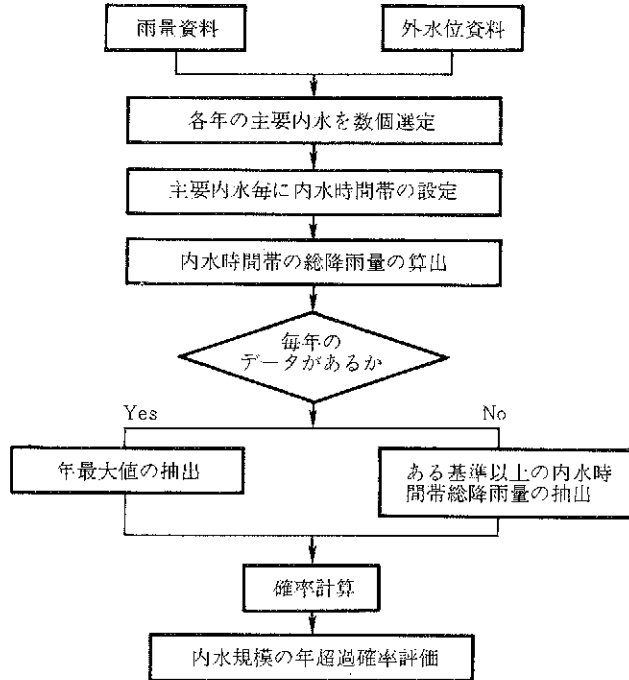 雨量資料
外水位資料
各年の主要内水を数個選定
主要内水毎に内水時間帯の設定
内水時間帯の総降雨量の算出
毎年の
データがあるか
Yes
No
年最大値の抽出
ある基準以上の内水時
間帯総降雨量の抽出
確率計算
内水規模の年超過確率評価